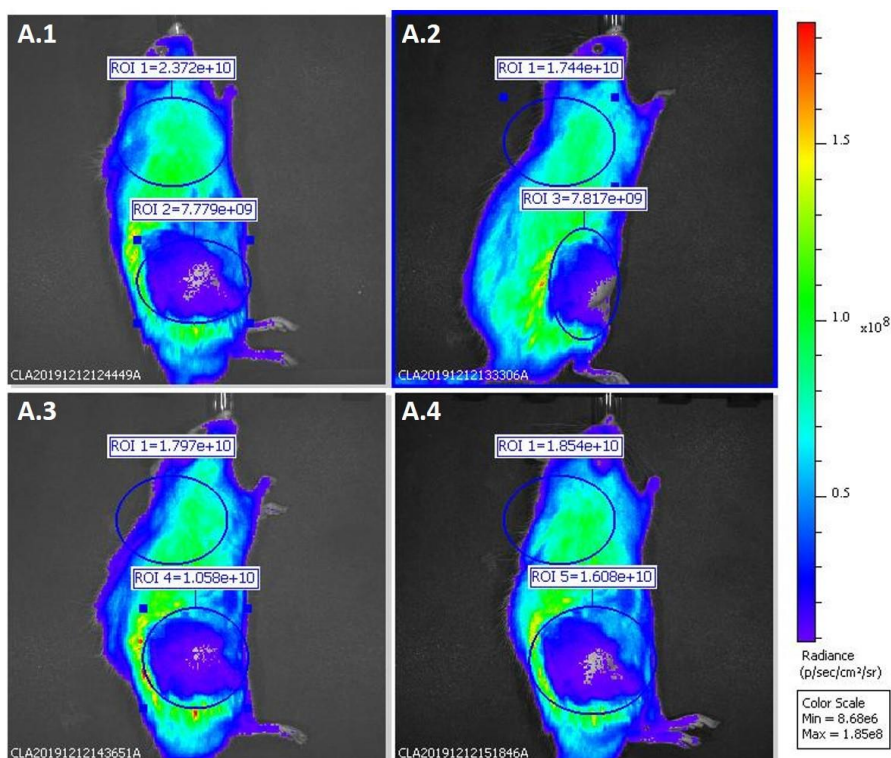 A.1
ROI 1=2.372e+10
ROI 2=7.779e+09
CLA20191212124449A
A.2
ROI 1=1.744e+10
ROI 3=7.817e+09
CLA20191212133306A
A.3
ROI 1=1.797e+10
ROI 4=1.058e+10
CLA20191212143651A
A.4
ROI 1=1.854e+10
ROI 5=1.608e+10
CLA20191212151846A
1.5
1.0
x10⁸
0.5
Radiance
(p/sec/cm²/sr)
Color Scale
Min = 8.68e6
Max = 1.85e8